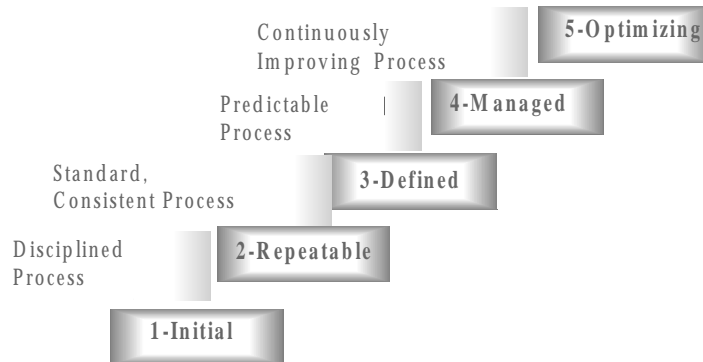 Continuously
Improving Process
5-Optimizing
Predictable
Process
4-Managed
Standard,
Consistent Process
3-Defined
Disciplined
Process
2-Repeatable
1-Initial